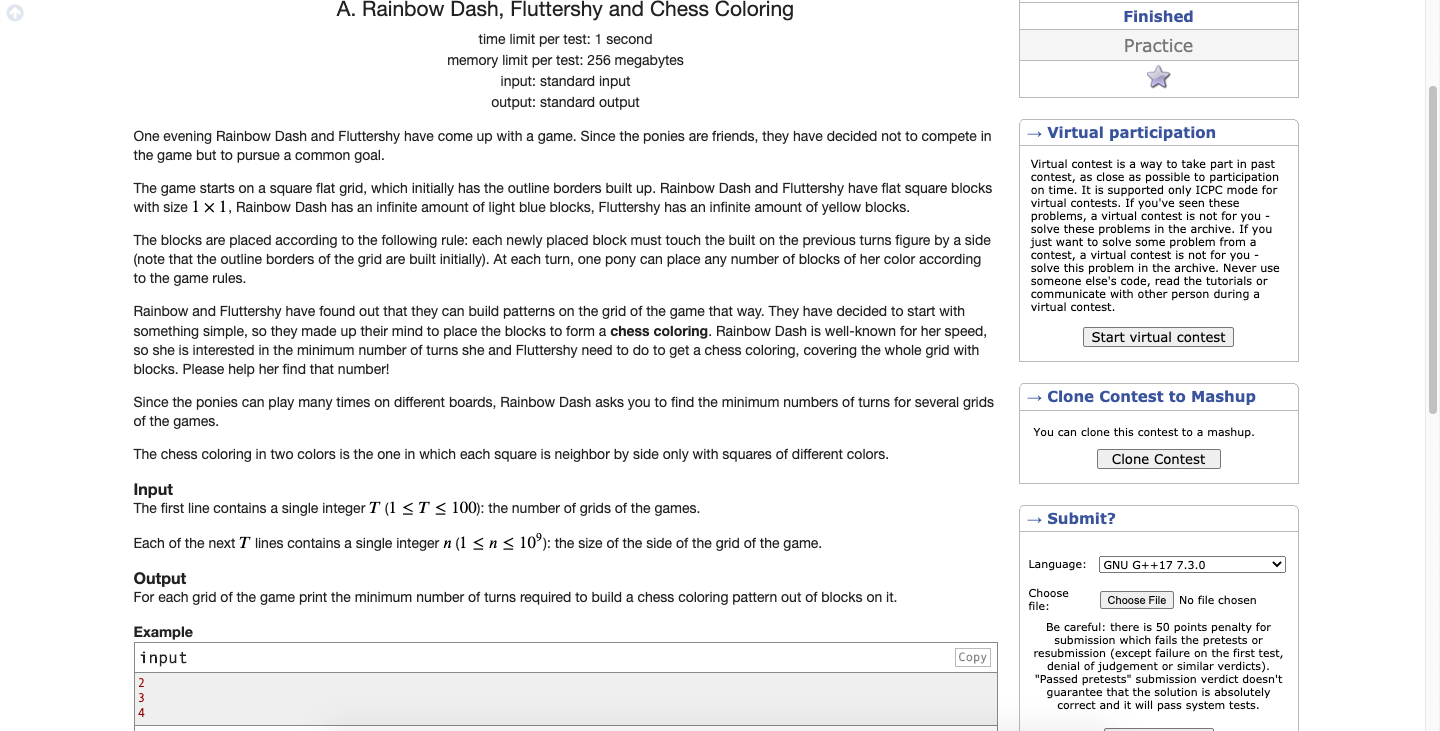 A. Rainbow Dash, Fluttershy and Chess Coloring
time limit per test: 1 second
memory limit per test: 256 megabytes
input: standard input
output: standard output
One evening Rainbow Dash and Fluttershy have come up with a game. Since the ponies are friends, they have decided not to compete in
the game but to pursue a common goal.
The game starts on a square flat grid, which initially has the outline borders built up. Rainbow Dash and Fluttershy have flat square blocks
with size 1 × 1, Rainbow Dash has an infinite amount of light blue blocks, Fluttershy has an infinite amount of yellow blocks.
The blocks are placed according to the following rule: each newly placed block must touch the built on the previous turns figure by a side
(note that the outline borders of the grid are built initially). At each turn, one pony can place any number of blocks of her color according
to the game rules.
Rainbow and Fluttershy have found out that they can build patterns on the grid of the game that way. They have decided to start with
something simple, so they made up their mind to place the blocks to form a chess coloring. Rainbow Dash is well-known for her speed,
so she is interested in the minimum number of turns she and Fluttershy need to do to get a chess coloring, covering the whole grid with
blocks. Please help her find that number!
Since the ponies can play many times on different boards, Rainbow Dash asks you to find the minimum numbers of turns for several grids
of the games.
The chess coloring in two colors is the one in which each square is neighbor by side only with squares of different colors.
Input
The first line contains a single integer T (1 ≤ T ≤ 100): the number of grids of the games.
Each of the next T lines contains a single integer n (1 ≤ n ≤ 10⁹): the size of the side of the grid of the game.
Output
For each grid of the game print the minimum number of turns required to build a chess coloring pattern out of blocks on it.
Example
input
Copy
2
3
4
Finished
Practice
→ Virtual participation
Virtual contest is a way to take part in past
contest, as close as possible to participation
on time. It is supported only ICPC mode for
virtual contests. If you've seen these
problems, a virtual contest is not for you -
solve these problems in the archive. If you
just want to solve some problem from a
contest, a virtual contest is not for you -
solve this problem in the archive. Never use
someone else's code, read the tutorials or
communicate with other person during a
virtual contest.
Start virtual contest
→ Clone Contest to Mashup
You can clone this contest to a mashup.
Clone Contest
→ Submit?
Language: GNU G++17 7.3.0
Choose
file:
Choose File No file chosen
Be careful: there is 50 points penalty for
submission which fails the pretests or
resubmission (except failure on the first test,
denial of judgement or similar verdicts).
"Passed pretests" submission verdict doesn't
guarantee that the solution is absolutely
correct and it will pass system tests.